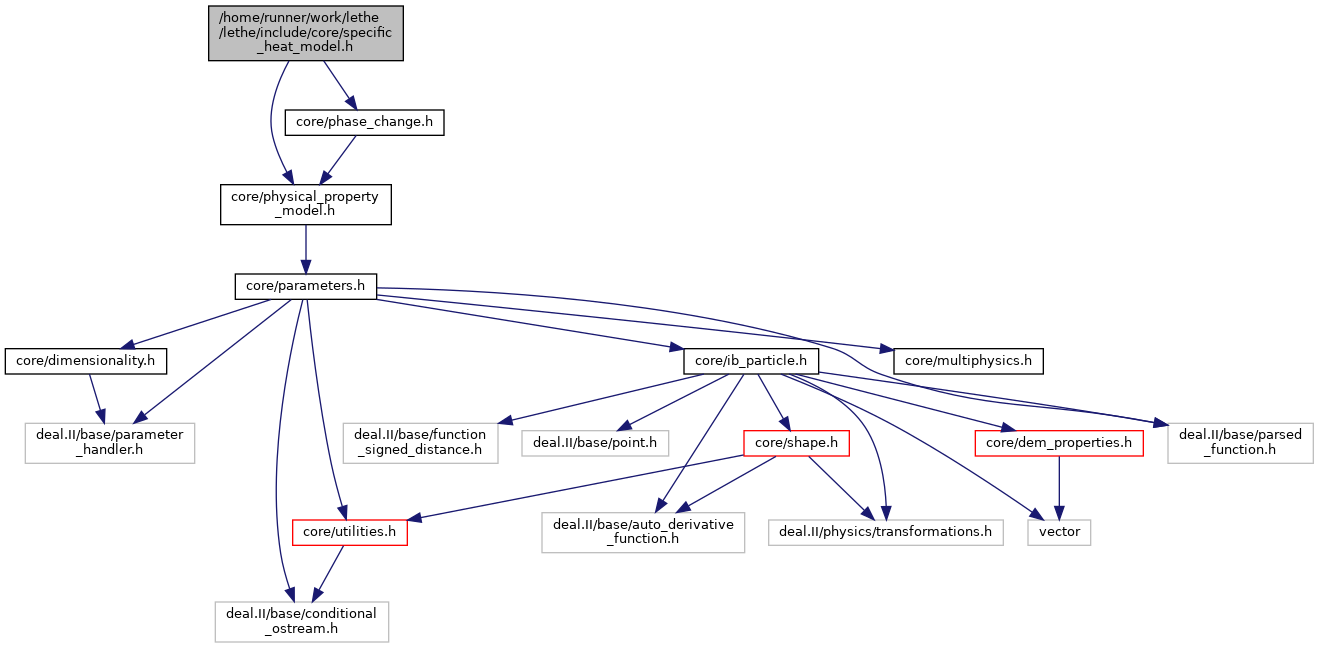 /home/runner/work/lethe
/lethe/include/core/specific
_heat_model.h
core/phase_change.h
core/physical_property
_model.h
core/parameters.h
core/dimensionality.h
core/ib_particle.h
core/multiphysics.h
deal.II/base/parameter
_handler.h
deal.II/base/function
_signed_distance.h
deal.II/base/point.h
core/shape.h
core/dem_properties.h
deal.II/base/parsed
_function.h
core/utilities.h
deal.II/base/auto_derivative
_function.h
deal.II/physics/transformations.h
vector
deal.II/base/conditional
_ostream.h